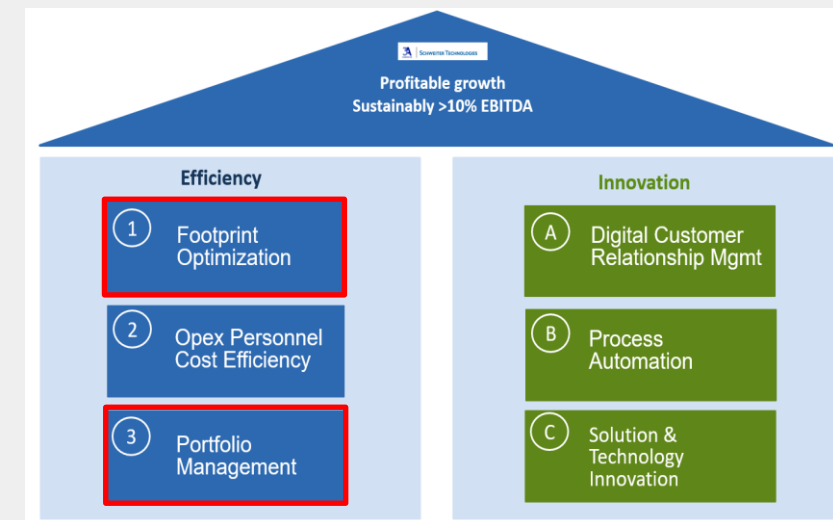 SCHWEITER TECHNOLOGIES
Profitable growth
Sustainably >10% EBITDA
Efficiency
1
Footprint
Optimization
2
Opex Personnel
Cost Efficiency
3
Portfolio
Management
Innovation
A
Digital Customer
Relationship Mgmt
B
Process
Automation
C
Solution &
Technology
Innovation